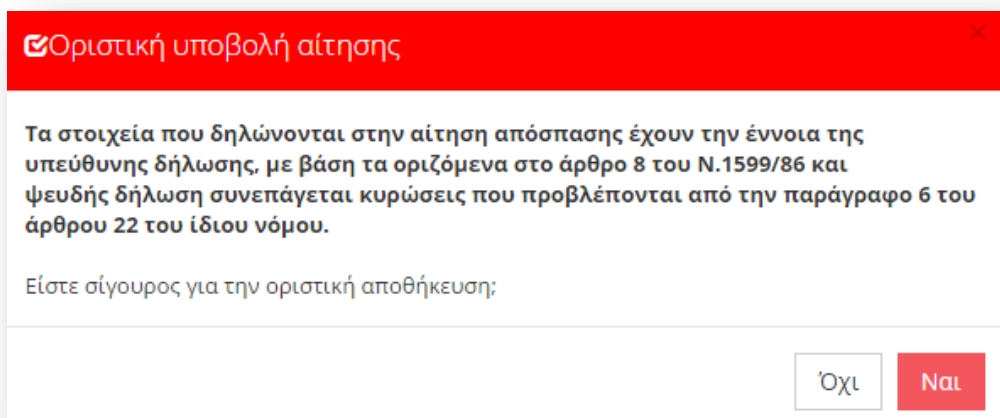 Οριστική υποβολή αίτησης
Τα στοιχεία που δηλώνονται στην αίτηση απόσπασης έχουν την έννοια της
υπεύθυνης δήλωσης, με βάση τα οριζόμενα στο άρθρο 8 του Ν.1599/86 και
ψευδής δήλωση συνεπάγεται κυρώσεις που προβλέπονται από την παράγραφο 6 του
άρθρου 22 του ίδιου νόμου.
Είστε σίγουρος για την οριστική αποθήκευση;
Όχι
Ναι